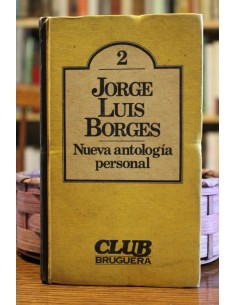 2
JORGE
LUIS
BORGES
Nueva antología
personal
CLUB
BRUGUERA